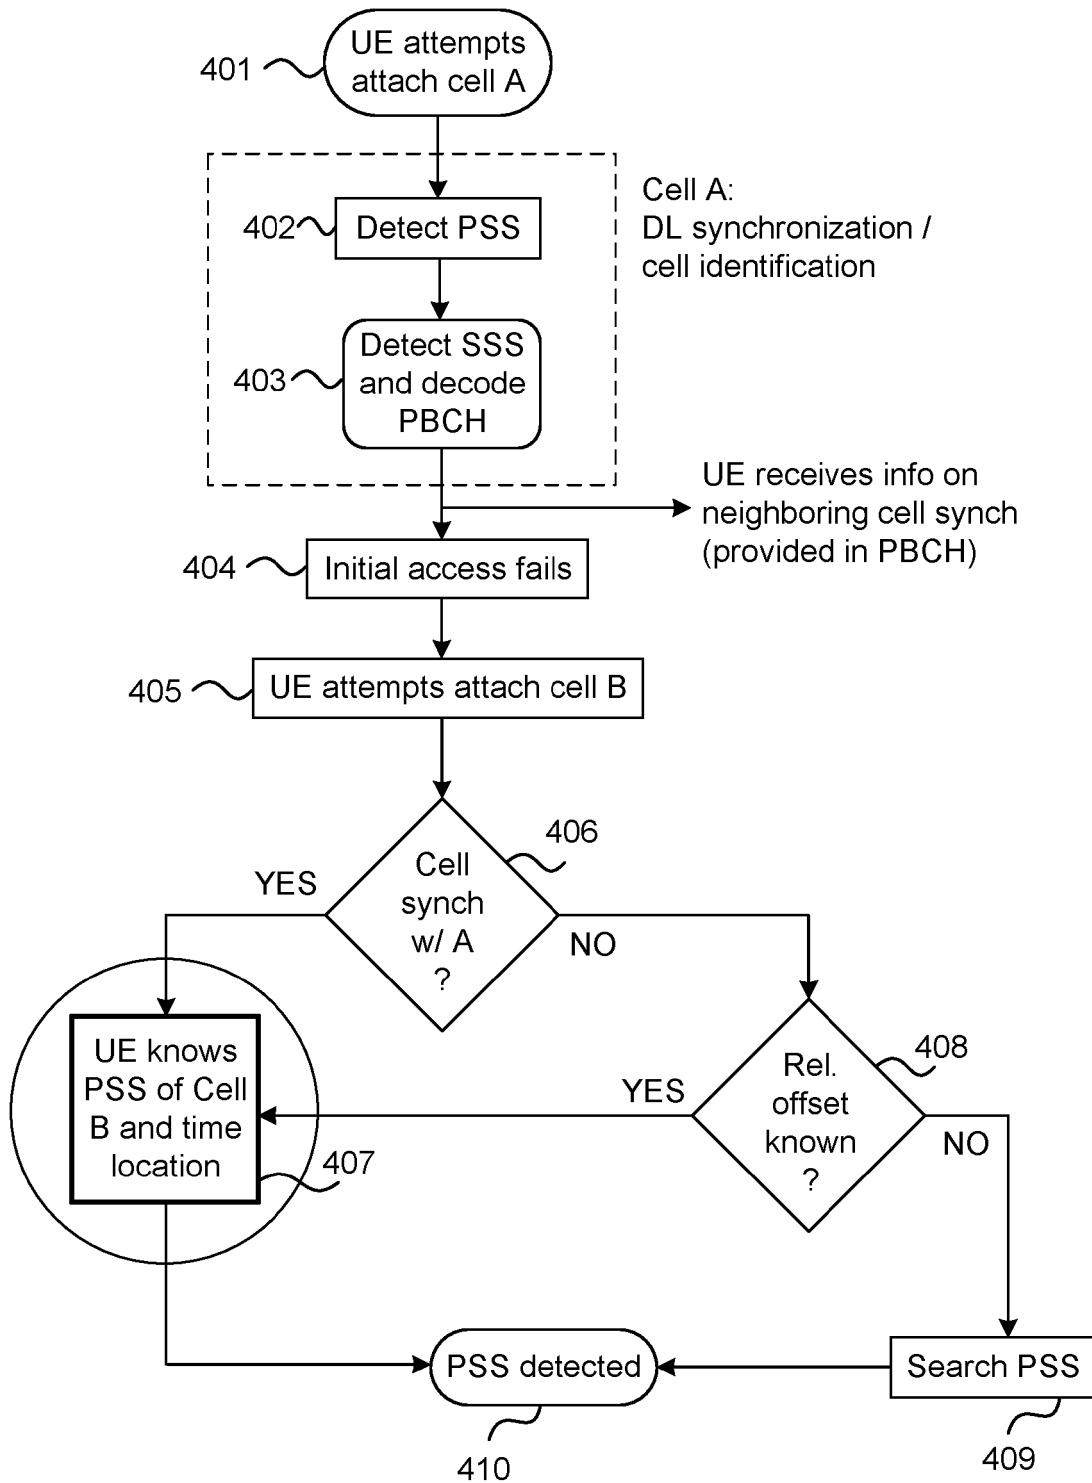 UE attempts
attach cell A
401
Cell A:
DL synchronization /
cell identification
402
Detect PSS
Detect SSS
and decode
PBCH
403
UE receives info on
neighboring cell synch
(provided in PBCH)
404
Initial access fails
405
UE attempts attach cell B
406
Cell
synch
w/ A
?
YES
NO
UE knows
PSS of Cell
B and time
location
407
408
Rel.
offset
known
?
YES
NO
PSS detected
Search PSS
410
409